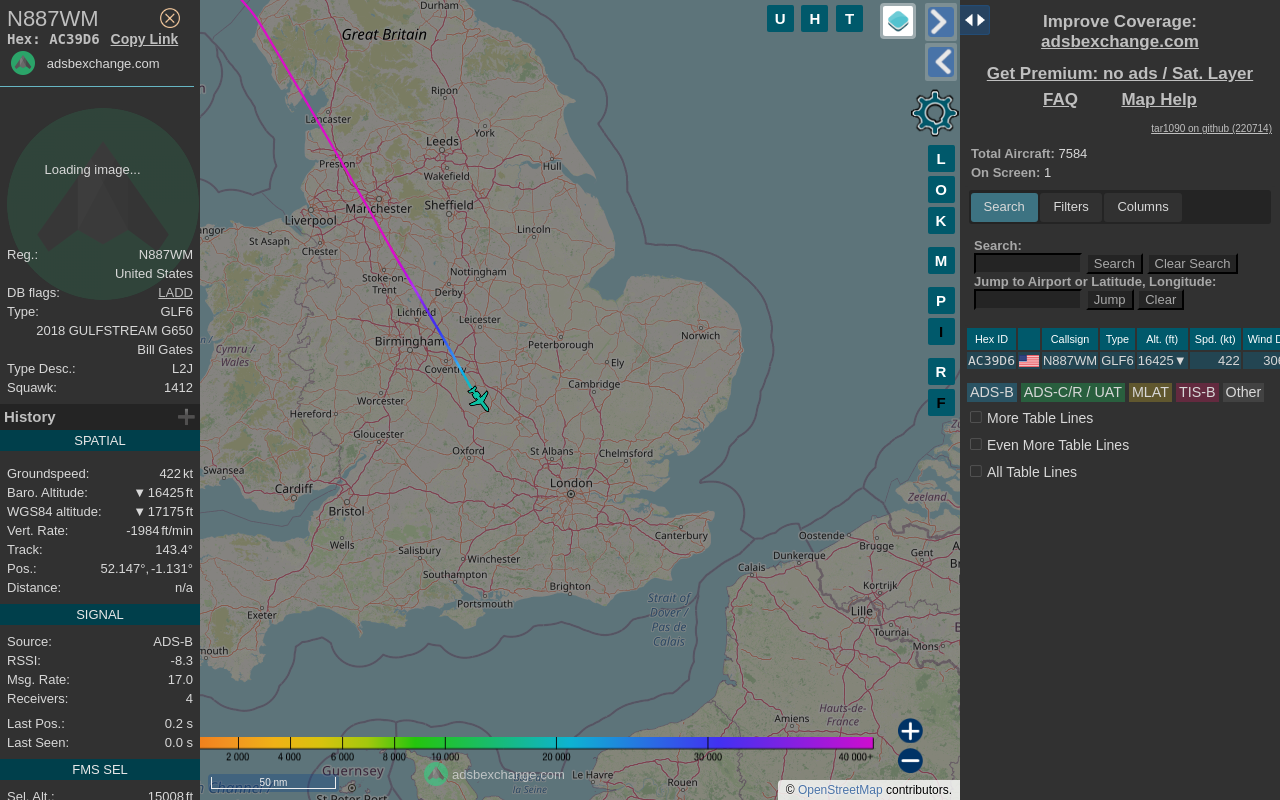 N887WM
Hex: AC39D6 Copy Link
adsbexchange.com
Loading image...
Reg.: N887WM
United States
DB flags: LADD
Type: GLF6
2018 GULFSTREAM G650
Bill Gates
Type Desc.: L2J
Squawk: 1412
History
SPATIAL
Groundspeed: 422 kt
Baro. Altitude: ▼ 16425 ft
WGS84 altitude: ▼ 17175 ft
Vert. Rate: -1984 ft/min
Track: 143.4°
Pos.: 52.147°, -1.131°
Distance: n/a
SIGNAL
Source: ADS-B
RSSI: -8.3
Msg. Rate: 17.0
Receivers: 4
Last Pos.: 0.2 s
Last Seen: 0.0 s
FMS SEL
Sel. Alt.: 15008 ft
Durham
Great Britain
U H T
Ripon
Lancaster
York
Leeds
Preston
Wakefield
Hull
Manchester
Sheffield
Liverpool
Lincoln
St Asaph
Chester
Stoke-on-Trent
Nottingham
Derby
Lichfield
Leicester
Norwich
Birmingham
Peterborough
Cymru / Wales
Ely
Coventry
Cambridge
Worcester
Hereford
Gloucester
Oxford
St Albans
Chelmsford
Swansea
Cardiff
London
Bristol
Zeeland
Wells
Canterbury
Oostende
Brugge
Gent
Salisbury
Winchester
Dunkerque
Calais
Southampton
Brighton
Kortrijk
Portsmouth
Strait of Dover / Pas de Calais
Exeter
Lille
Tournai
Mons
Hauts-de-France
Amiens
L
O
K
M
P
I
R
F
2 000 4 000 6 000 8 000 10 000 20 000 30 000 40 000+
Guernsey
St Peter Port
adsbexchange.com
Le Havre
la Seine
Rouen
50 nm
© OpenStreetMap contributors.
Improve Coverage:
adsbexchange.com
Get Premium: no ads / Sat. Layer
FAQ Map Help
tar1090 on github (220714)
Total Aircraft: 7584
On Screen: 1
Search Filters Columns
Search:
Search Clear Search
Jump to Airport or Latitude, Longitude:
Jump Clear
Hex ID Callsign Type Alt. (ft) Spd. (kt) Wind D
AC39D6 N887WM GLF6 16425▼ 422 306
ADS-B ADS-C/R / UAT MLAT TIS-B Other
More Table Lines
Even More Table Lines
All Table Lines